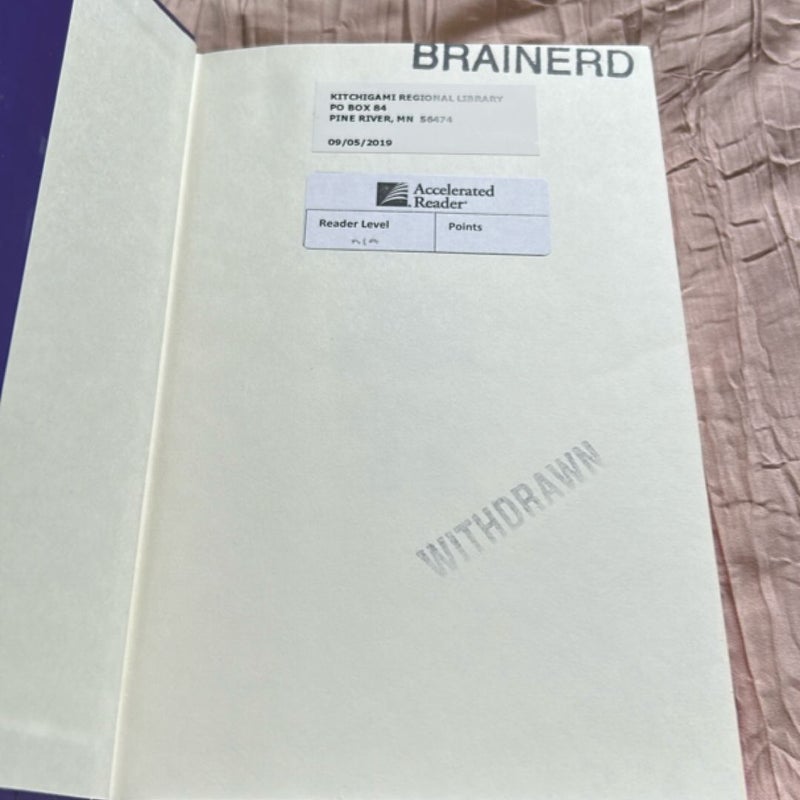 BRAINERD
KITCHIGAMI REGIONAL LIBRARY
PO BOX 84
PINE RIVER, MN 56474
09/05/2019
Accelerated
Reader
Reader Level
Points
WITHDRAWN